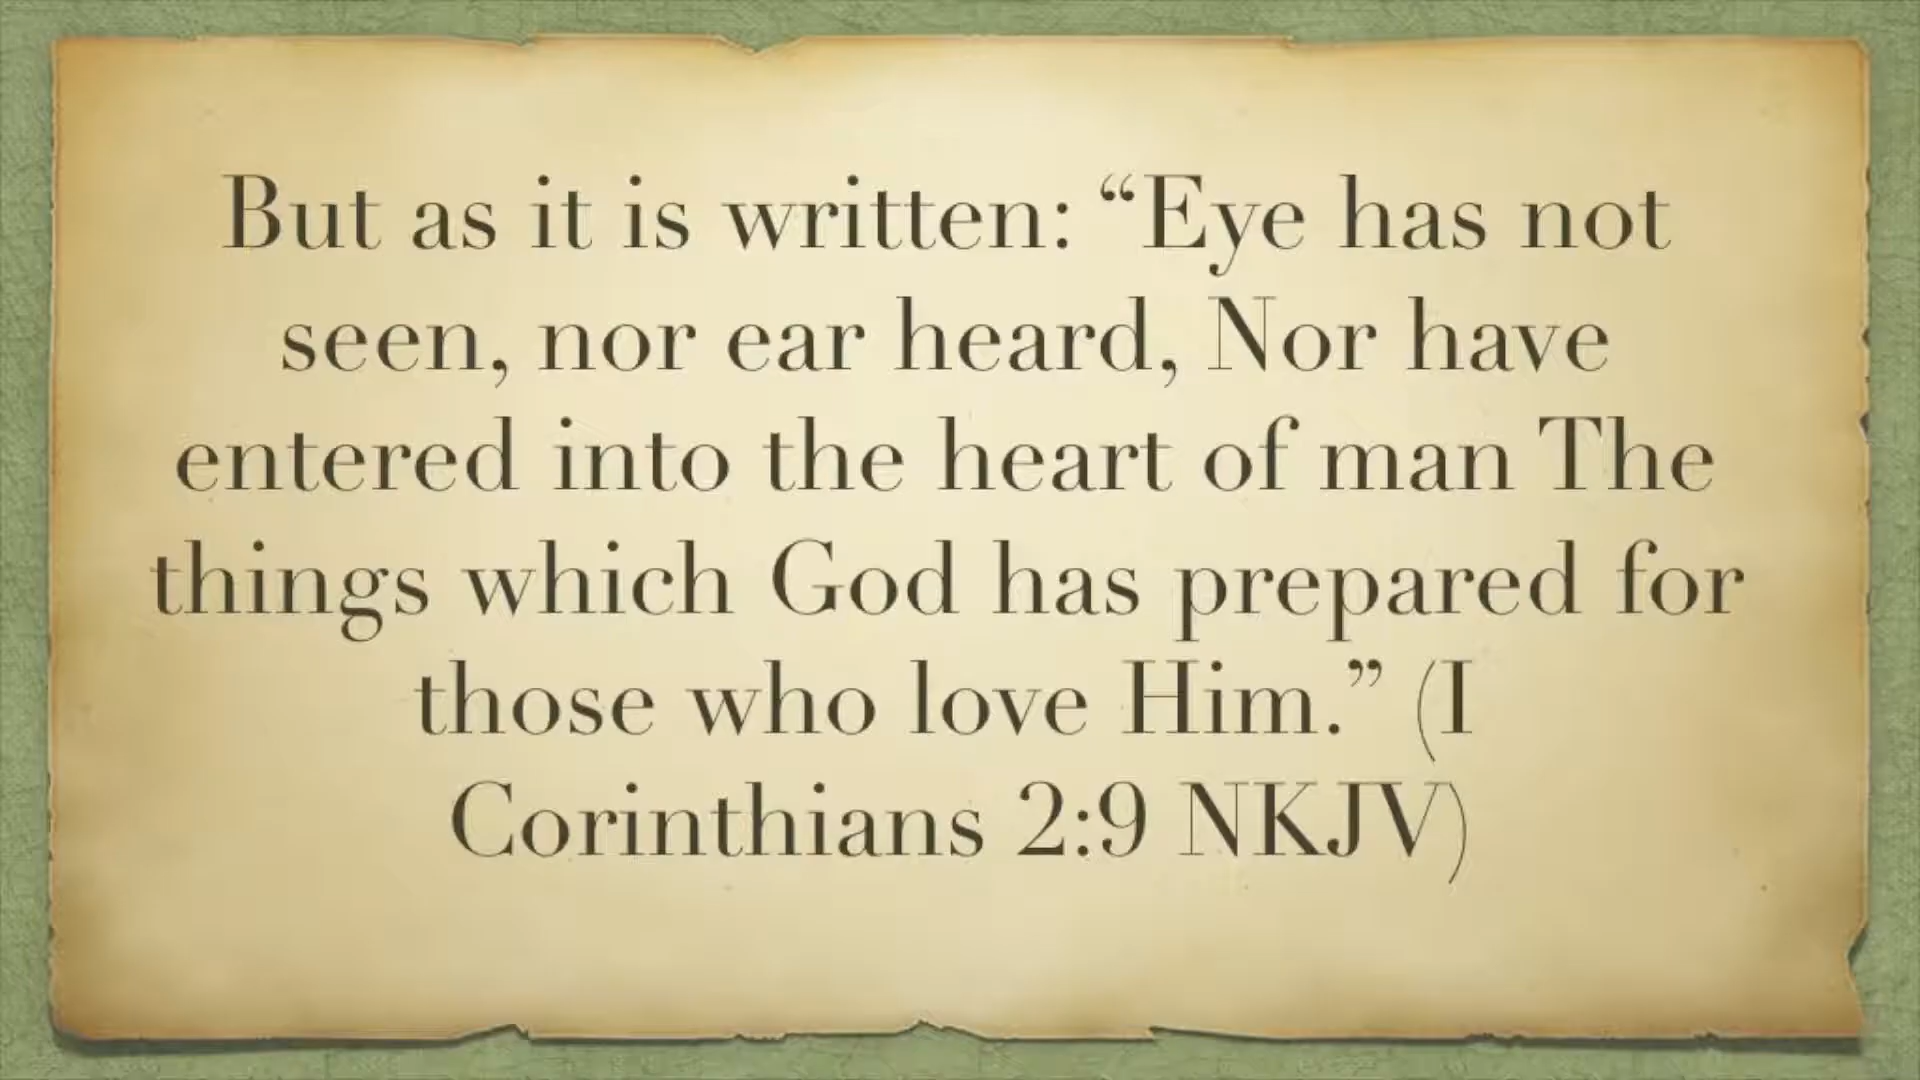 But as it is written: “Eye has not
seen, nor ear heard, Nor have
entered into the heart of man The
things which God has prepared for
those who love Him.” (I
Corinthians 2:9 NKJV)